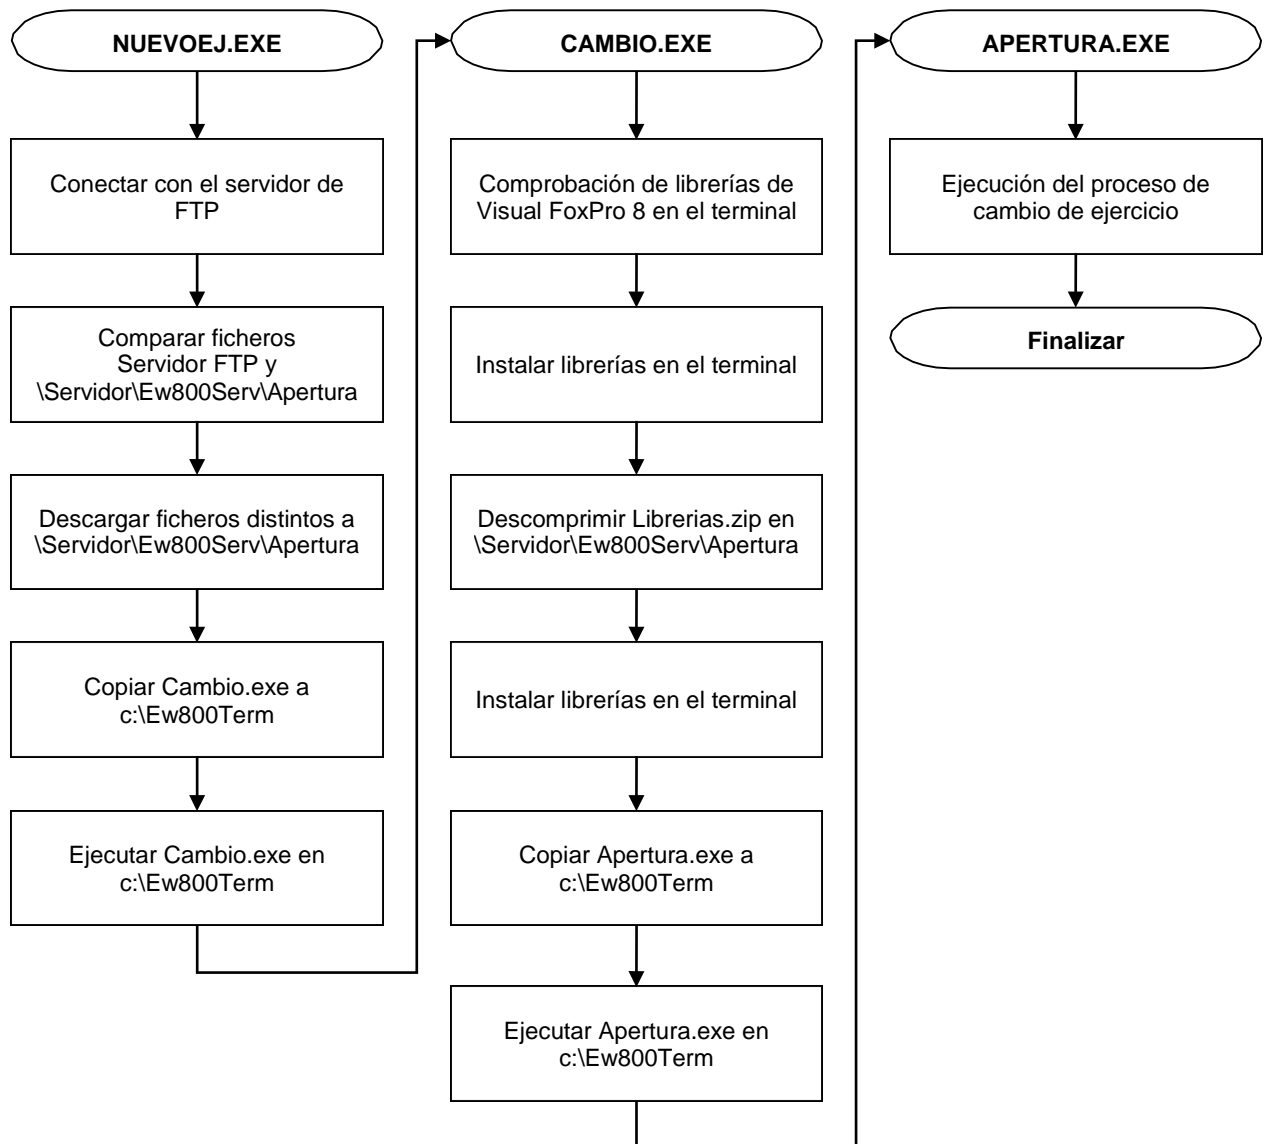 NUEVOEJ.EXE
Conectar con el servidor de
FTP
Comparar ficheros
Servidor FTP y
\Servidor\Ew800Serv\Apertura
Descargar ficheros distintos a
\Servidor\Ew800Serv\Apertura
Copiar Cambio.exe a
c:\Ew800Term
Ejecutar Cambio.exe en
c:\Ew800Term
CAMBIO.EXE
Comprobación de librerías de
Visual FoxPro 8 en el terminal
Instalar librerías en el terminal
Descomprimir Librerias.zip en
\Servidor\Ew800Serv\Apertura
Instalar librerías en el terminal
Copiar Apertura.exe a
c:\Ew800Term
Ejecutar Apertura.exe en
c:\Ew800Term
APERTURA.EXE
Ejecución del proceso de
cambio de ejercicio
Finalizar